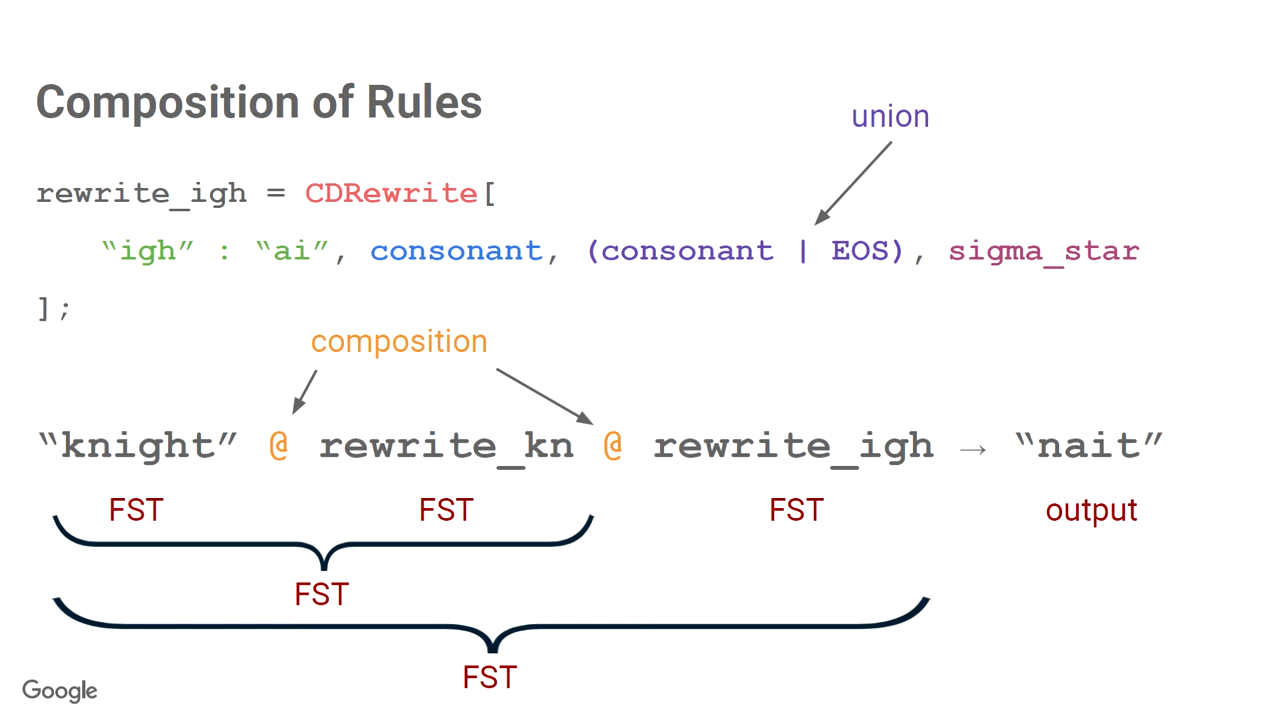 Composition of Rules
union
rewrite_igh = CDRewrite[
“igh” : “ai”, consonant, (consonant | EOS), sigma_star
];
composition
“knight” @ rewrite_kn @ rewrite_igh → “nait”
FST FST FST output
FST
FST
Google